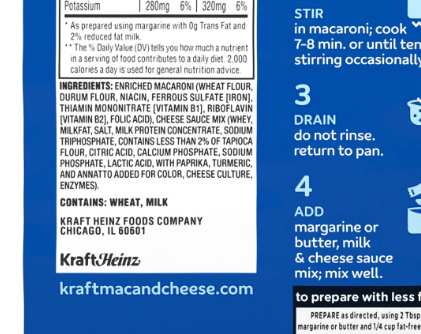 Potassium 280mg 6% 320mg 6%
* As prepared using margarine with 0g Trans Fat and
2% reduced fat milk.
** The % Daily Value (DV) tells you how much a nutrient
in a serving of food contributes to a daily diet. 2,000
calories a day is used for general nutrition advice.
INGREDIENTS: ENRICHED MACARONI (WHEAT FLOUR,
DURUM FLOUR, NIACIN, FERROUS SULFATE [IRON],
THIAMIN MONONITRATE [VITAMIN B1], RIBOFLAVIN
[VITAMIN B2], FOLIC ACID), CHEESE SAUCE MIX (WHEY,
MILKFAT, SALT, MILK PROTEIN CONCENTRATE, SODIUM
TRIPHOSPHATE, CONTAINS LESS THAN 2% OF TAPIOCA
FLOUR, CITRIC ACID, CALCIUM PHOSPHATE, SODIUM
PHOSPHATE, LACTIC ACID, WITH PAPRIKA, TURMERIC,
AND ANNATTO ADDED FOR COLOR, CHEESE CULTURE,
ENZYMES).
CONTAINS: WHEAT, MILK
KRAFT HEINZ FOODS COMPANY
CHICAGO, IL 60601
KraftHeinz
kraftmacandcheese.com
STIR
in macaroni; cook
7-8 min. or until ten
stirring occasionally
3
DRAIN
do not rinse.
return to pan.
4
ADD
margarine or
butter, milk
& cheese sauce
mix; mix well.
to prepare with less f
PREPARE as directed, using 2 Tbsp
margarine or butter and 1/4 cup fat-free